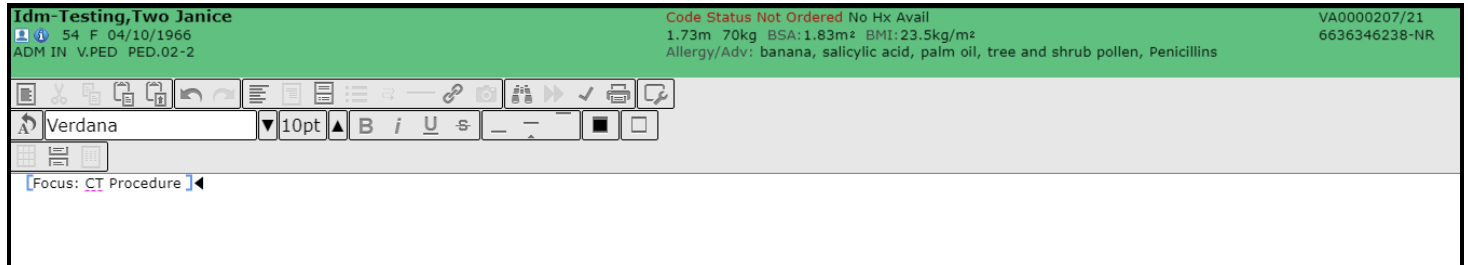 Idm-Testing,Two Janice
54 F 04/10/1966
ADM IN V.PED PED.02-2
Code Status Not Ordered No Hx Avail
1.73m 70kg BSA:1.83m² BMI:23.5kg/m²
Allergy/Adv: banana, salicylic acid, palm oil, tree and shrub pollen, Penicillins
VA0000207/21
6636346238-NR
Verdana 10pt B i U S
[Focus: CT Procedure ]